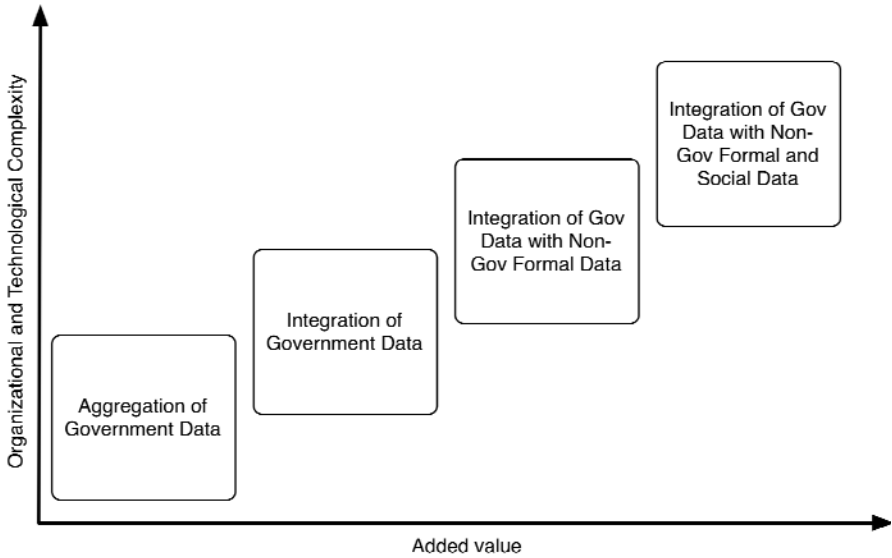 Organizational and Technological Complexity
Integration of Gov
Data with Non-
Gov Formal and
Social Data
Integration of Gov
Data with Non-
Gov Formal Data
Integration of
Government Data
Aggregation of
Government Data
Added value